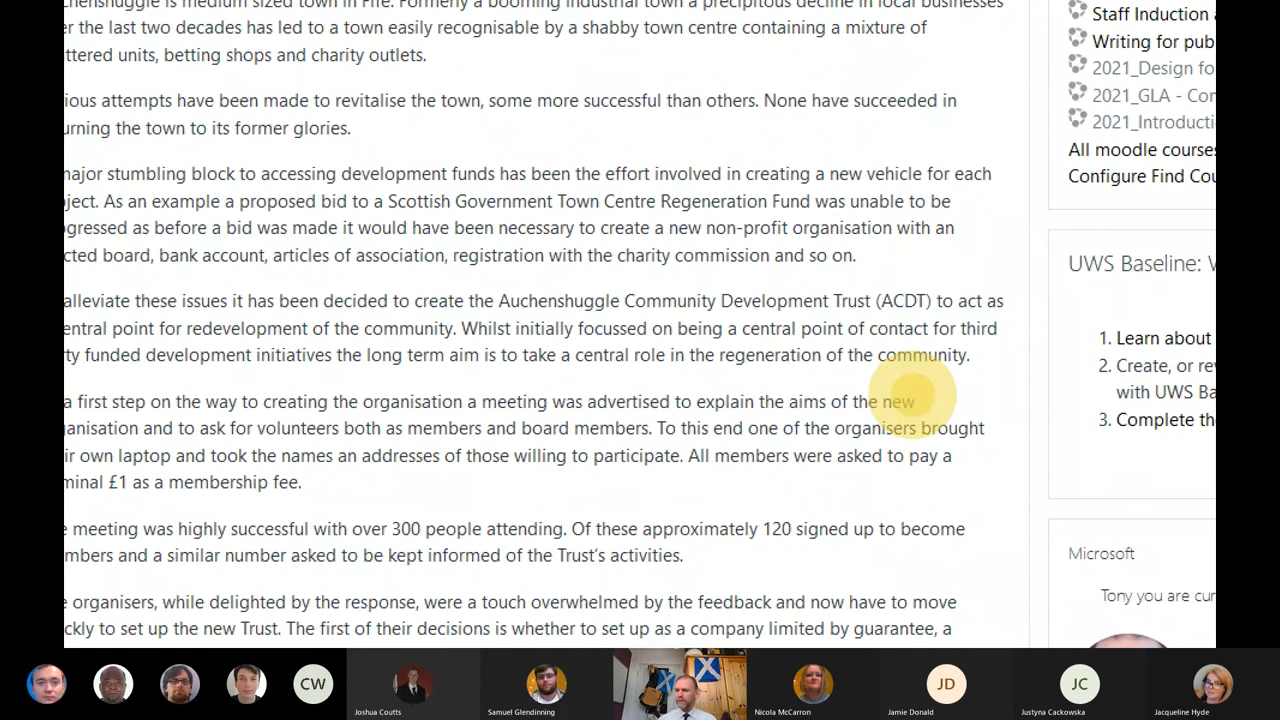 chenshuggle is medium sized town in Fife. Formerly a booming industrial town a precipitous decline in local businesses
er the last two decades has led to a town easily recognisable by a shabby town centre containing a mixture of
ttered units, betting shops and charity outlets.
ious attempts have been made to revitalise the town, some more successful than others. None have succeeded in
urning the town to its former glories.
major stumbling block to accessing development funds has been the effort involved in creating a new vehicle for each
ject. As an example a proposed bid to a Scottish Government Town Centre Regeneration Fund was unable to be
ogressed as before a bid was made it would have been necessary to create a new non-profit organisation with an
cted board, bank account, articles of association, registration with the charity commission and so on.
alleviate these issues it has been decided to create the Auchenshuggle Community Development Trust (ACDT) to act as
entral point for redevelopment of the community. Whilst initially focussed on being a central point of contact for third
ty funded development initiatives the long term aim is to take a central role in the regeneration of the community.
a first step on the way to creating the organisation a meeting was advertised to explain the aims of the new
ganisation and to ask for volunteers both as members and board members. To this end one of the organisers brought
ir own laptop and took the names an addresses of those willing to participate. All members were asked to pay a
minal £1 as a membership fee.
e meeting was highly successful with over 300 people attending. Of these approximately 120 signed up to become
mbers and a similar number asked to be kept informed of the Trust's activities.
e organisers, while delighted by the response, were a touch overwhelmed by the feedback and now have to move
ckly to set up the new Trust. The first of their decisions is whether to set up as a company limited by guarantee, a
Staff Induction a
Writing for pub
2021_Design fo
2021_GLA - Con
2021_Introducti
All moodle courses
Configure Find Cou
UWS Baseline: W
1. Learn about
2. Create, or rev
with UWS Ba
3. Complete th
Microsoft
Tony you are cur
CW
JD
JC
Joshua Coutts
Samuel Glendinning
Nicola McCarron
Jamie Donald
Justyna Cackowska
Jacqueline Hyde